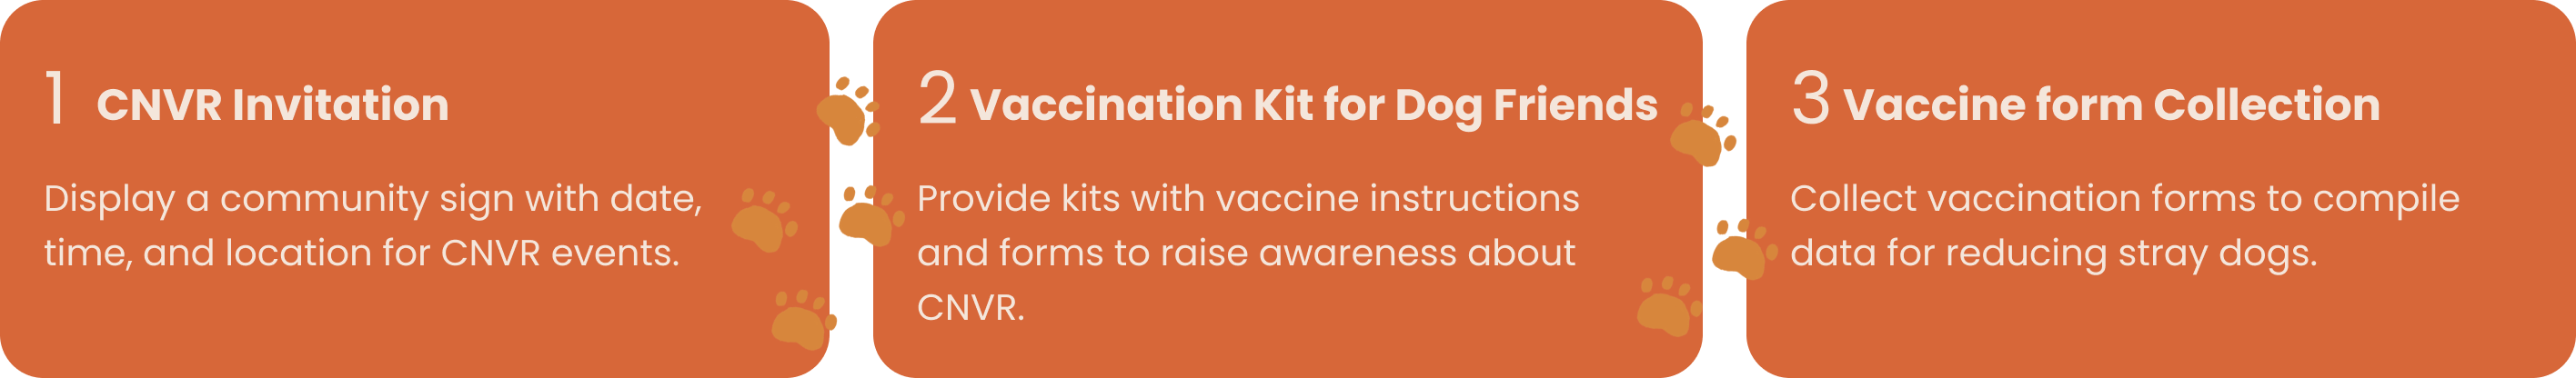 1 CNVR Invitation
Display a community sign with date,
time, and location for CNVR events.
2 Vaccination Kit for Dog Friends
Provide kits with vaccine instructions
and forms to raise awareness about
CNVR.
3 Vaccine form Collection
Collect vaccination forms to compile
data for reducing stray dogs.